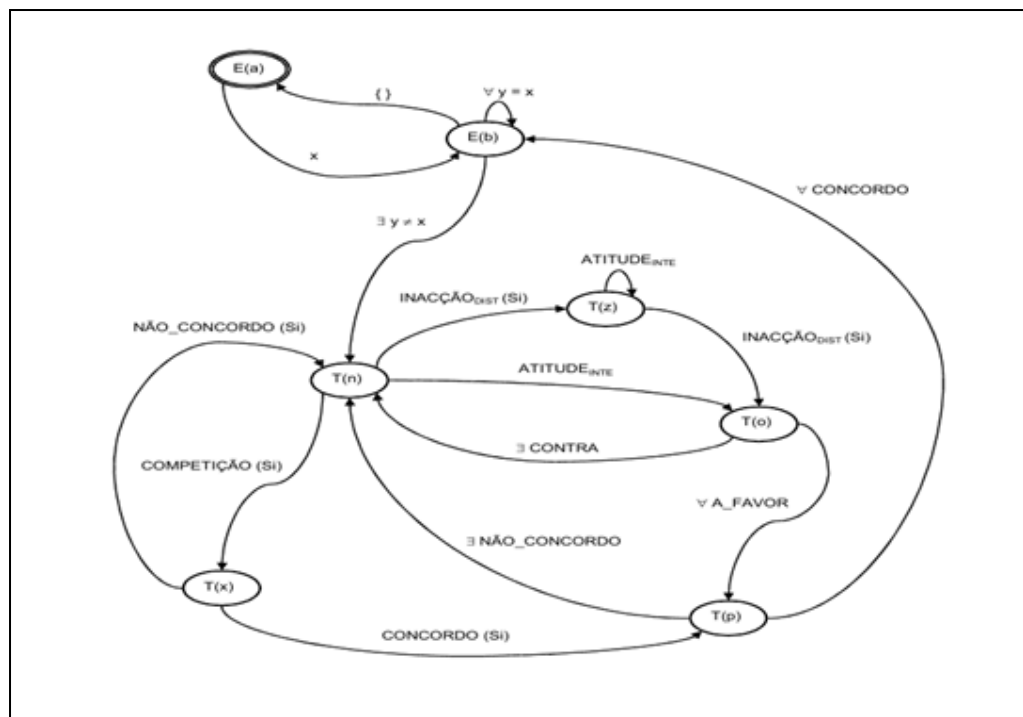 E(a)
{ }
∀ y = x
E(b)
x
∀ CONCORDO
∃ y ≠ x
ATITUDE_INTE
INACÇÃO_DIST (Si)
T(z)
NÃO_CONCORDO (Si)
INACÇÃO_DIST (Si)
T(n)
ATITUDE_INTE
T(o)
∃ CONTRA
COMPETIÇÃO (Si)
∀ A_FAVOR
∃ NÃO_CONCORDO
T(x)
T(p)
CONCORDO (Si)